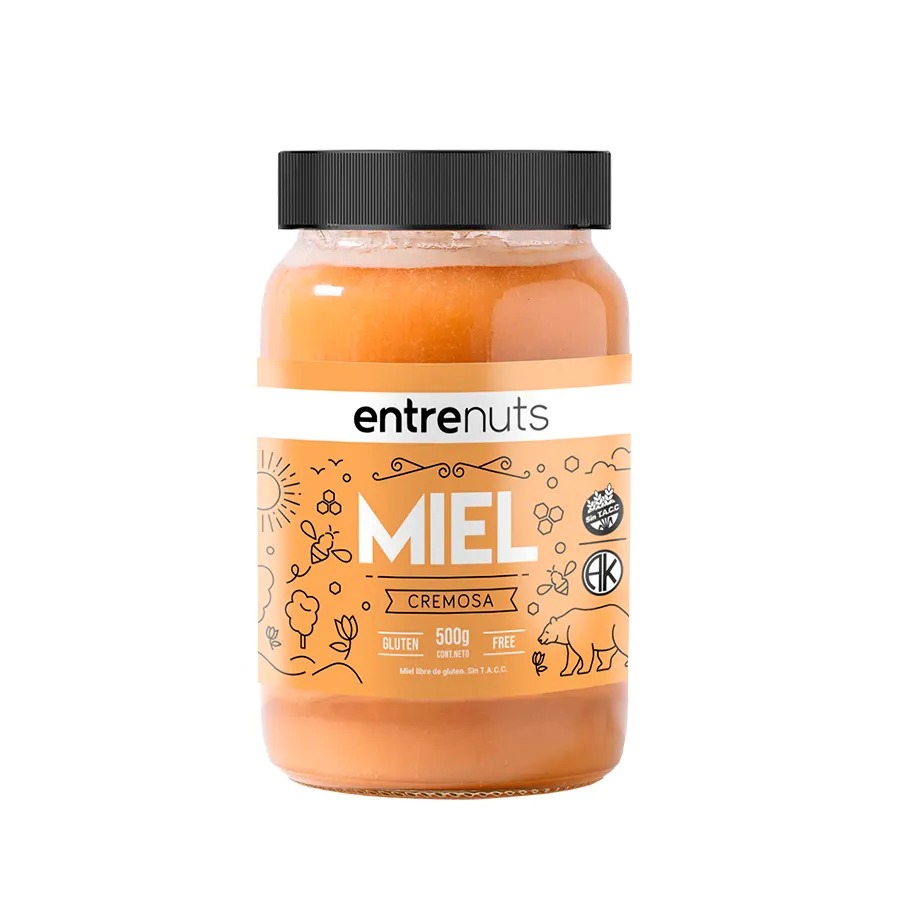 entrenuts
MIEL
CREMOSA
Sin T.A.C.C.
AK
GLUTEN
500g
CONT.NETO
FREE
Miel libre de gluten. Sin T.A.C.C.